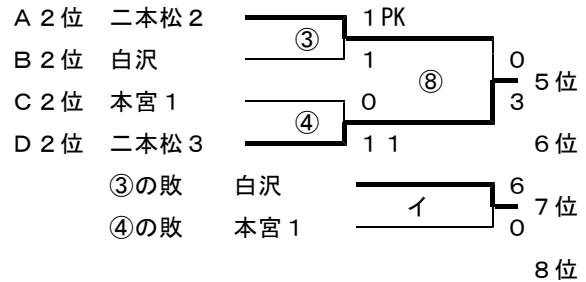 A２位 二本松２ 1 PK
③
B２位 白沢 1 0
⑧ 5位
C２位 本宮１ 0 3
④
D２位 二本松３ 1 1 6位
③の敗 白沢 6
イ 7位
④の敗 本宮１ 0
8位